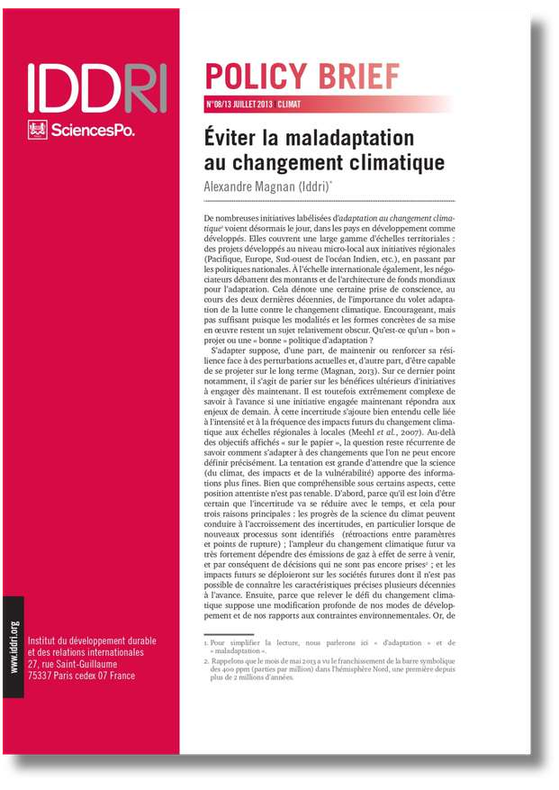 IDDRI
SciencesPo.
POLICY BRIEF
N°08/13 JUILLET 2013 | CLIMAT
Éviter la maladaptation
au changement climatique
Alexandre Magnan (Iddri)*
De nombreuses initiatives labélisées d'adaptation au changement clima-
tique¹ voient désormais le jour, dans les pays en développement comme
développés. Elles couvrent une large gamme d'échelles territoriales :
des projets développés au niveau micro-local aux initiatives régionales
(Pacifique, Europe, Sud-ouest de l'océan Indien, etc.), en passant par
les politiques nationales. À l'échelle internationale également, les négo-
ciateurs débattent des montants et de l'architecture de fonds mondiaux
pour l'adaptation. Cela dénote une certaine prise de conscience, au
cours des deux dernières décennies, de l'importance du volet adapta-
tion de la lutte contre le changement climatique. Encourageant, mais
pas suffisant puisque les modalités et les formes concrètes de sa mise
en œuvre restent un sujet relativement obscur. Qu'est-ce qu'un « bon »
projet ou une « bonne » politique d'adaptation ?
S'adapter suppose, d'une part, de maintenir ou renforcer sa rési-
lience face à des perturbations actuelles et, d'autre part, d'être capable
de se projeter sur le long terme (Magnan, 2013). Sur ce dernier point
notamment, il s'agit de parier sur les bénéfices ultérieurs d'initiatives
à engager dès maintenant. Il est toutefois extrêmement complexe de
savoir à l'avance si une initiative engagée maintenant répondra aux
enjeux de demain. À cette incertitude s'ajoute bien entendu celle liée
à l'intensité et à la fréquence des impacts futurs du changement clima-
tique aux échelles régionales à locales (Meehl et al., 2007). Au-delà
des objectifs affichés « sur le papier », la question reste récurrente de
savoir comment s'adapter à des changements que l'on ne peut encore
définir précisément. La tentation est grande d'attendre que la science
(du climat, des impacts et de la vulnérabilité) apporte des informa-
tions plus fines. Bien que compréhensible sous certains aspects, cette
position attentiste n'est pas tenable. D'abord, parce qu'il est loin d'être
certain que l'incertitude va se réduire avec le temps, et cela pour
trois raisons principales : les progrès de la science du climat peuvent
conduire à l'accroissement des incertitudes, en particulier lorsque de
nouveaux processus sont identifiés (rétroactions entre paramètres
et points de rupture) ; l'ampleur du changement climatique futur va
très fortement dépendre des émissions de gaz à effet de serre à venir,
et par conséquent de décisions qui ne sont pas encore prises² ; et les
impacts futurs se déploieront sur les sociétés futures dont il n'est pas
possible de connaître les caractéristiques précises plusieurs décennies
à l'avance. Ensuite, parce que relever le défi du changement clima-
tique suppose une modification profonde de nos modes de dévelop-
pement et de nos rapports aux contraintes environnementales. Or, de
1. Pour simplifier la lecture, nous parlerons ici « d'adaptation » et de
« maladaptation ».
2. Rappelons que le mois de mai 2013 a vu le franchissement de la barre symbolique
des 400 ppm (parties par million) dans l'hémisphère Nord, une première depuis
plus de 2 millions d'années.
www.iddri.org
Institut du développement durable
et des relations internationales
27, rue Saint-Guillaume
75337 Paris cedex 07 France